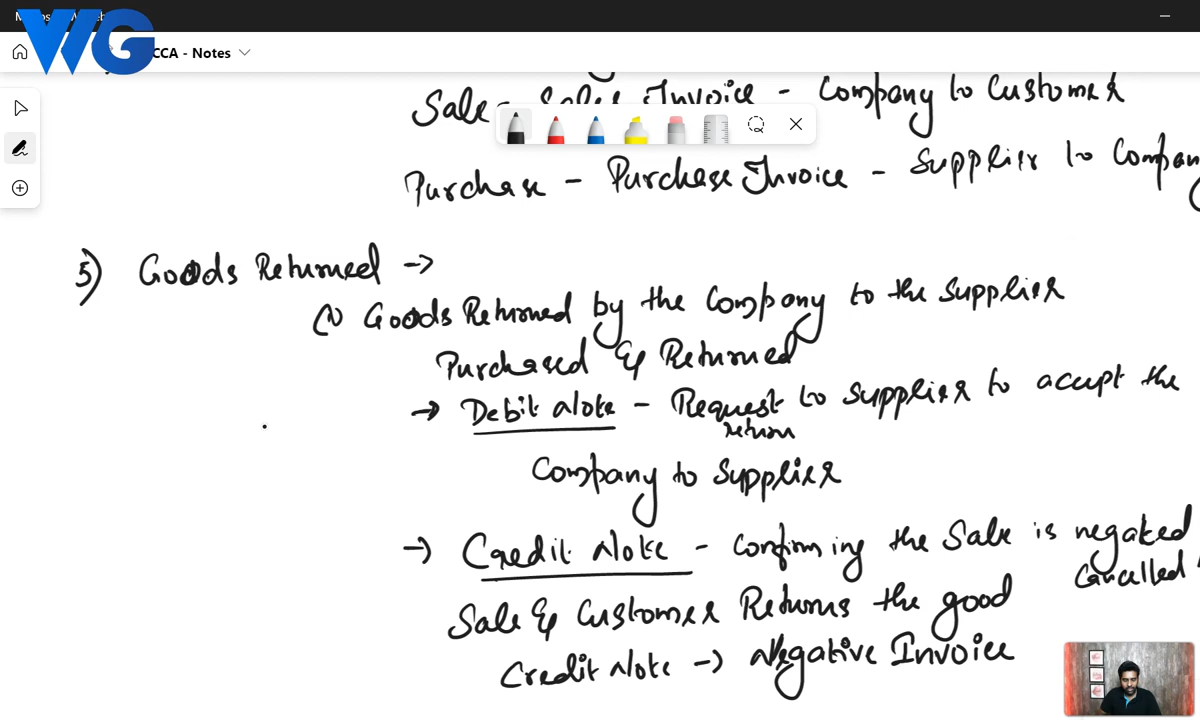 WG
CCA - Notes
Sale - Sales Invoice - Company to Customer
Purchase - Purchase Invoice - Supplier to Company
5) Goods Returned →
Goods Returned by the Company to the Supplier
Purchased & Returned
→ Debit Note - Request to Supplier to accept the
return
Company to Supplier
→ Credit Note - Confirming the Sale is negated
Cancelled
Sale & Customer Returns the good
Credit Note → Negative Invoice